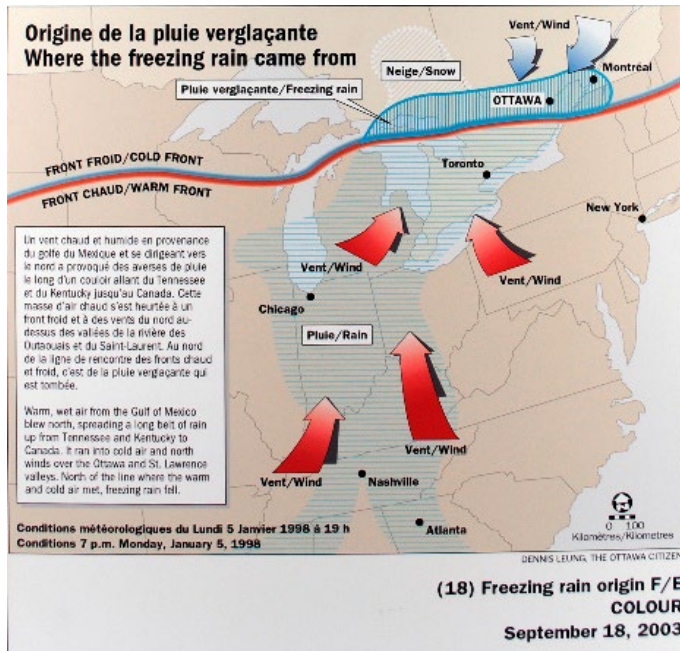 Origine de la pluie verglaçante
Where the freezing rain came from
Vent/Wind
Neige/Snow
Montréal
Pluie verglaçante/Freezing rain
OTTAWA
FRONT FROID/COLD FRONT
FRONT CHAUD/WARM FRONT
Toronto
New York
Un vent chaud et humide en provenance
du golfe du Mexique et se dirigeant vers
le nord a provoqué des averses de pluie
le long d'un couloir allant du Tennessee
et du Kentucky jusqu'au Canada. Cette
masse d'air chaud s'est heurtée à un
front froid et à des vents du nord au-
dessus des vallées de la rivière des
Outaouais et du Saint-Laurent. Au nord
de la ligne de rencontre des fronts chaud
et froid, c'est de la pluie verglaçante qui
est tombée.
Warm, wet air from the Gulf of Mexico
blew north, spreading a long belt of rain
up from Tennessee and Kentucky to
Canada. It ran into cold air and north
winds over the Ottawa and St. Lawrence
valleys. North of the line where the warm
and cold air met, freezing rain fell.
Vent/Wind
Vent/Wind
Chicago
Pluie/Rain
Vent/Wind
Vent/Wind
Nashville
Atlanta
Conditions météorologiques du Lundi 5 Janvier 1998 à 19 h
Conditions 7 p.m. Monday, January 5, 1998
0 100
Kilomètres/Kilometres
DENNIS LEUNG, THE OTTAWA CITIZEN
(18) Freezing rain origin F/E
COLOUR
September 18, 2003